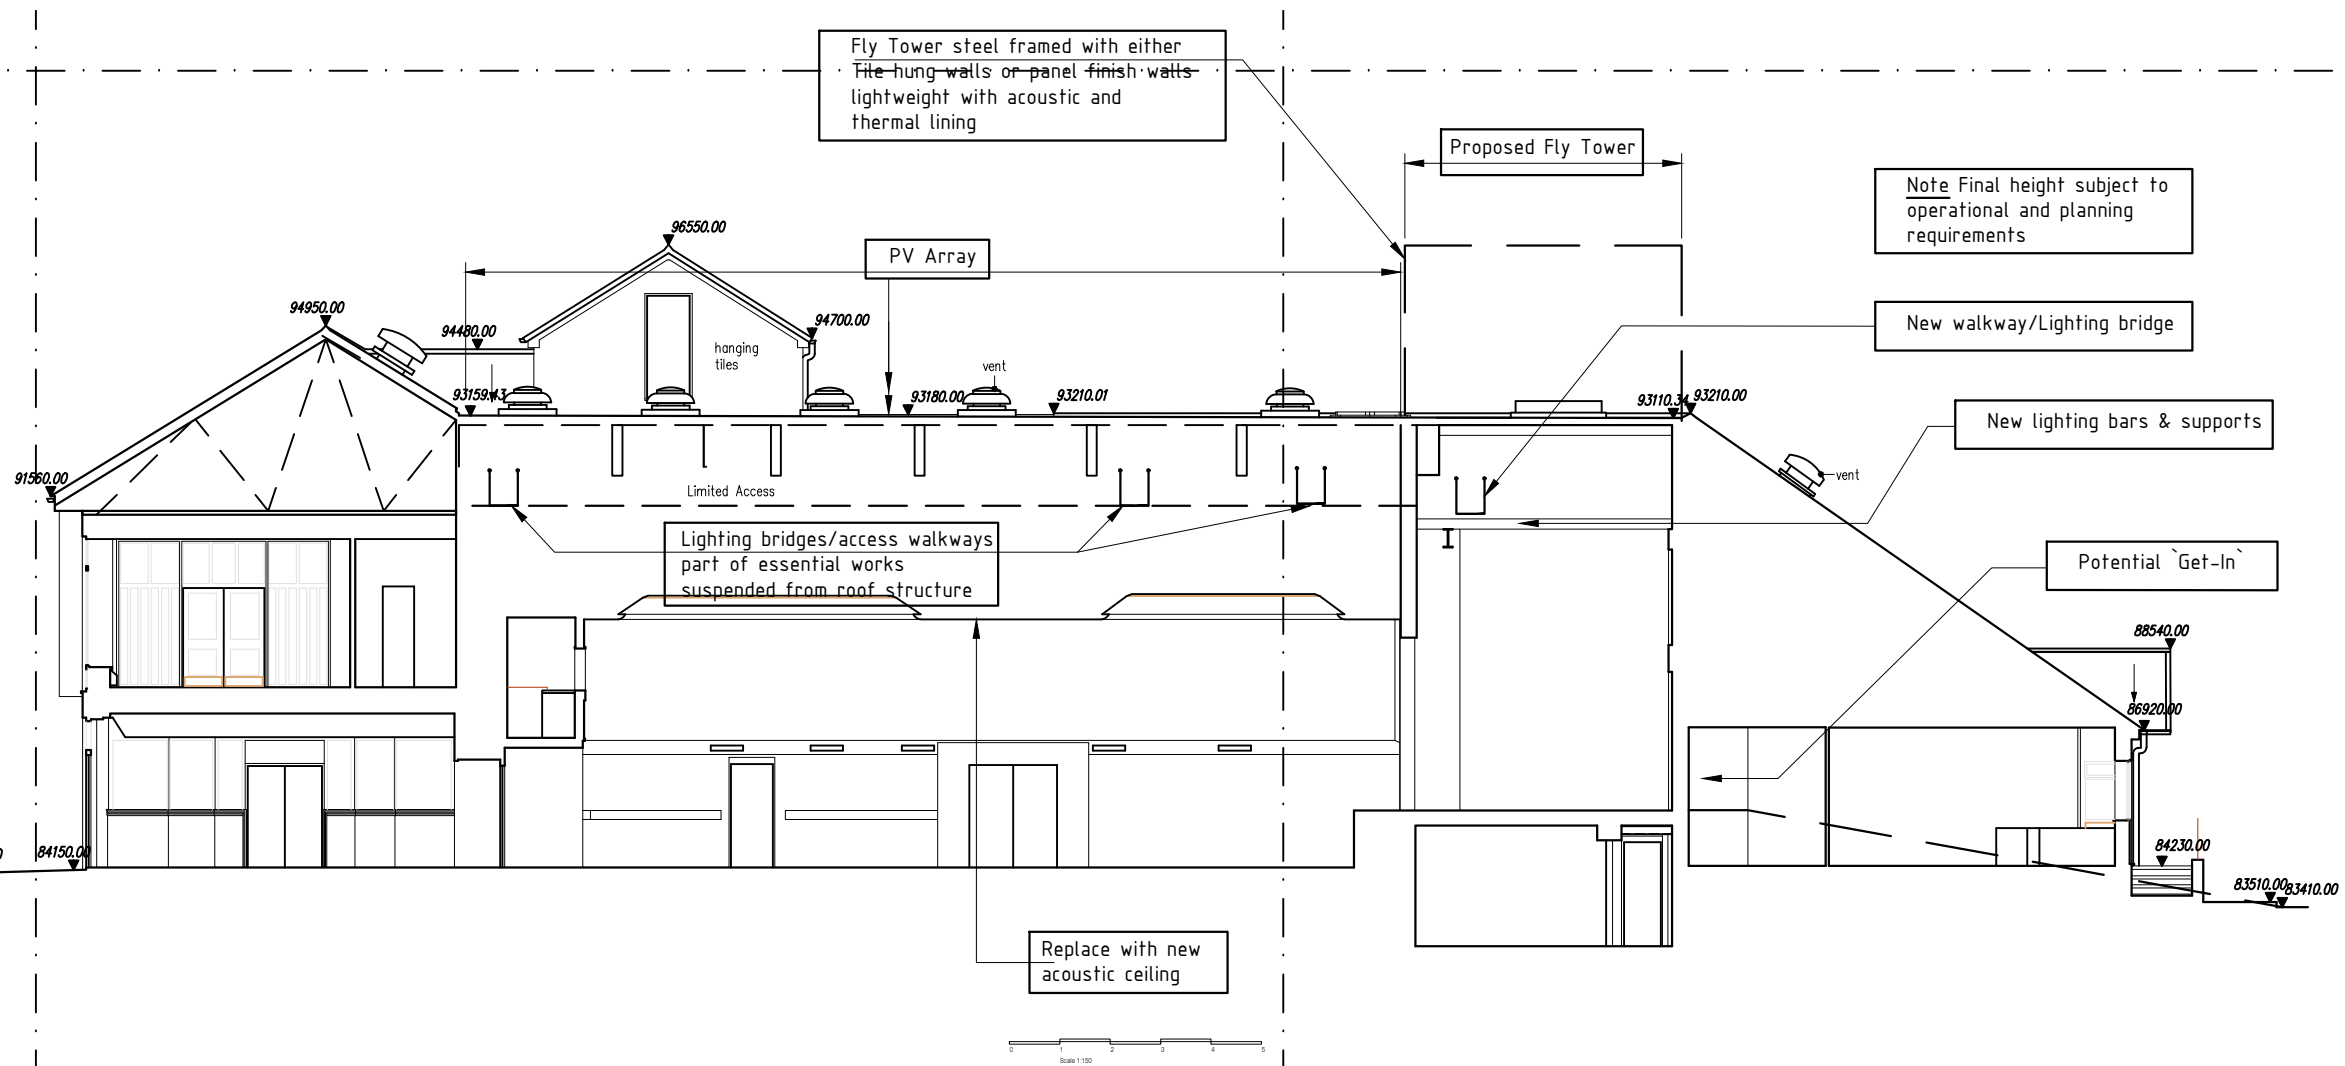 Fly Tower steel framed with either
Tile hung walls or panel finish walls
lightweight with acoustic and
thermal lining
Proposed Fly Tower
Note Final height subject to
operational and planning
requirements
96550.00
PV Array
94950.00
94480.00
94700.00
New walkway/Lighting bridge
hanging
tiles
vent
93159.43
93180.00
93210.01
93110.34
93210.00
New lighting bars & supports
91560.00
Limited Access
vent
Lighting bridges/access walkways
part of essential works
suspended from roof structure
Potential `Get-In`
88540.00
86920.00
84150.00
84230.00
83510.00
83410.00
Replace with new
acoustic ceiling
0 1 2 3 4 5
Scale 1:150